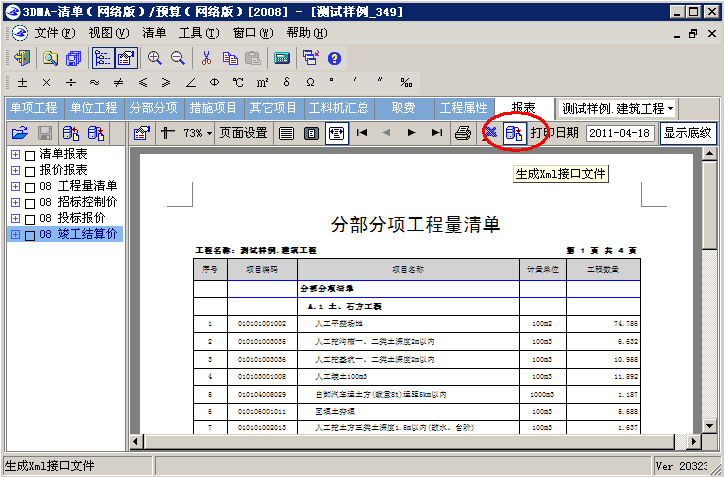 3DMA-清单(网络版)/预算(网络版)[2008] - [测试样例_349]
文件(F) 视图(V) 清单 工具(T) 窗口(W) 帮助(H)
± × ÷ ≈ ≠ ≮ ≤ ≯ ≥ ∠ Φ ℃ ㎡ δ Ω ° ′ ″ ‰
单项工程 单位工程 分部分项 措施项目 其它项目 工料机汇总 取费 工程属性 报表 测试样例.建筑工程
73% 页面设置 打印日期 2011-04-18 显示底纹
生成Xml接口文件
清单报表
报价报表
08 工程量清单
08 招标控制价
08 投标报价
08 竣工结算价
分部分项工程量清单
工程名称: 测试样例.建筑工程 第 1 页 共 4 页
序号 项目编码 项目名称 计量单位 工程数量
分部分项清单
A.1 土、石方工程
1 010101001002 人工平整场地 100m2 74.786
2 010101003035 人工挖沟槽一、二类土深度2m以内 100m3 6.632
3 010101003036 人工挖基坑一、二类土深度2m以内 100m3 10.958
4 010103001008 人工填土100m3 100m3 11.892
5 010104008029 自卸汽车运土方(载重8t)运距5km以内 1000m3 1.187
6 010106001011 回填土夯填 100m3 5.688
7 010101002013 人工挖土方三类土深度1.5m以内(散水、台阶) 100m3 1.637
生成Xml接口文件 Ver 20323